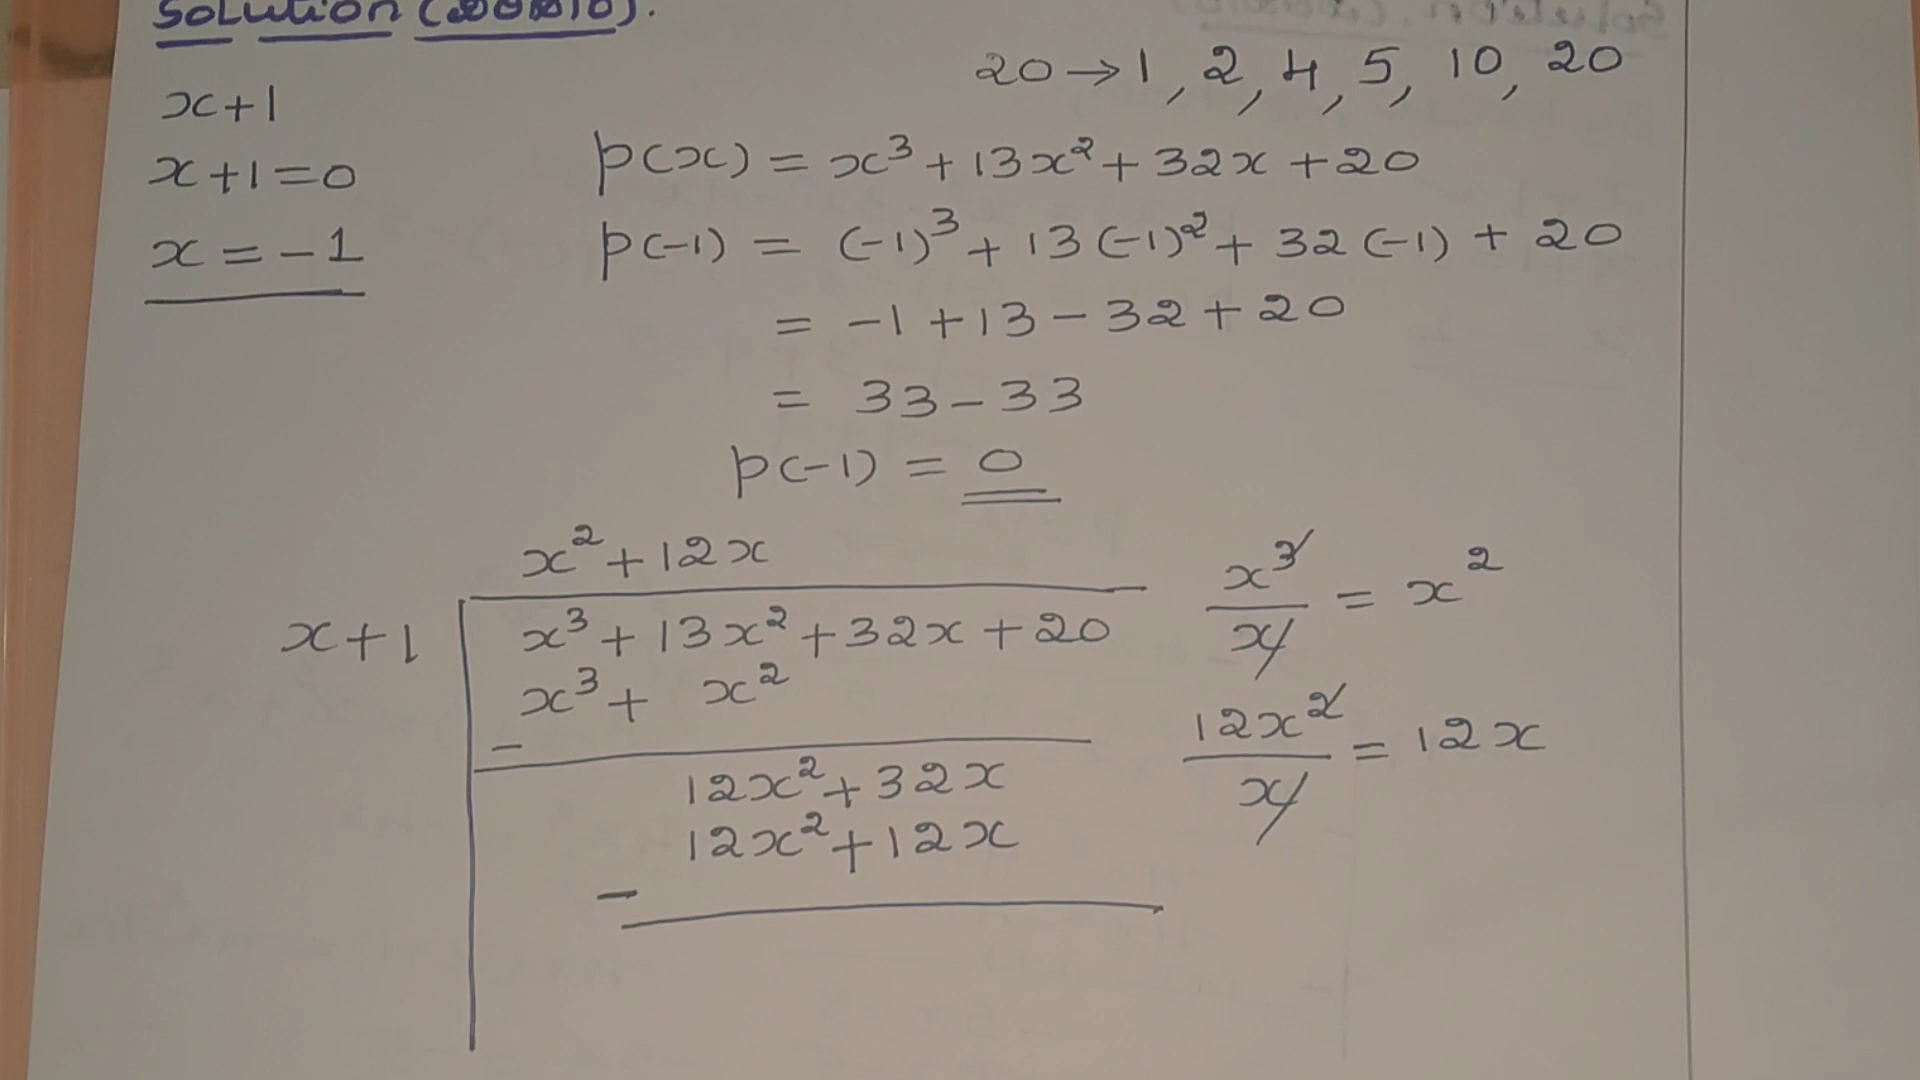 Solution (ಪರಿಹಾರ).
20 → 1, 2, 4, 5, 10, 20
x+1
x+1=0
x = -1
p(x) = x³ + 13x² + 32x + 20
p(-1) = (-1)³ + 13(-1)² + 32(-1) + 20
= -1 + 13 - 32 + 20
= 33 - 33
p(-1) = 0
x² + 12x
x+1
x³ + 13x² + 32x + 20
x³ + x²
-
12x² + 32x
12x² + 12x
-
x³/x = x²
12x²/x = 12x